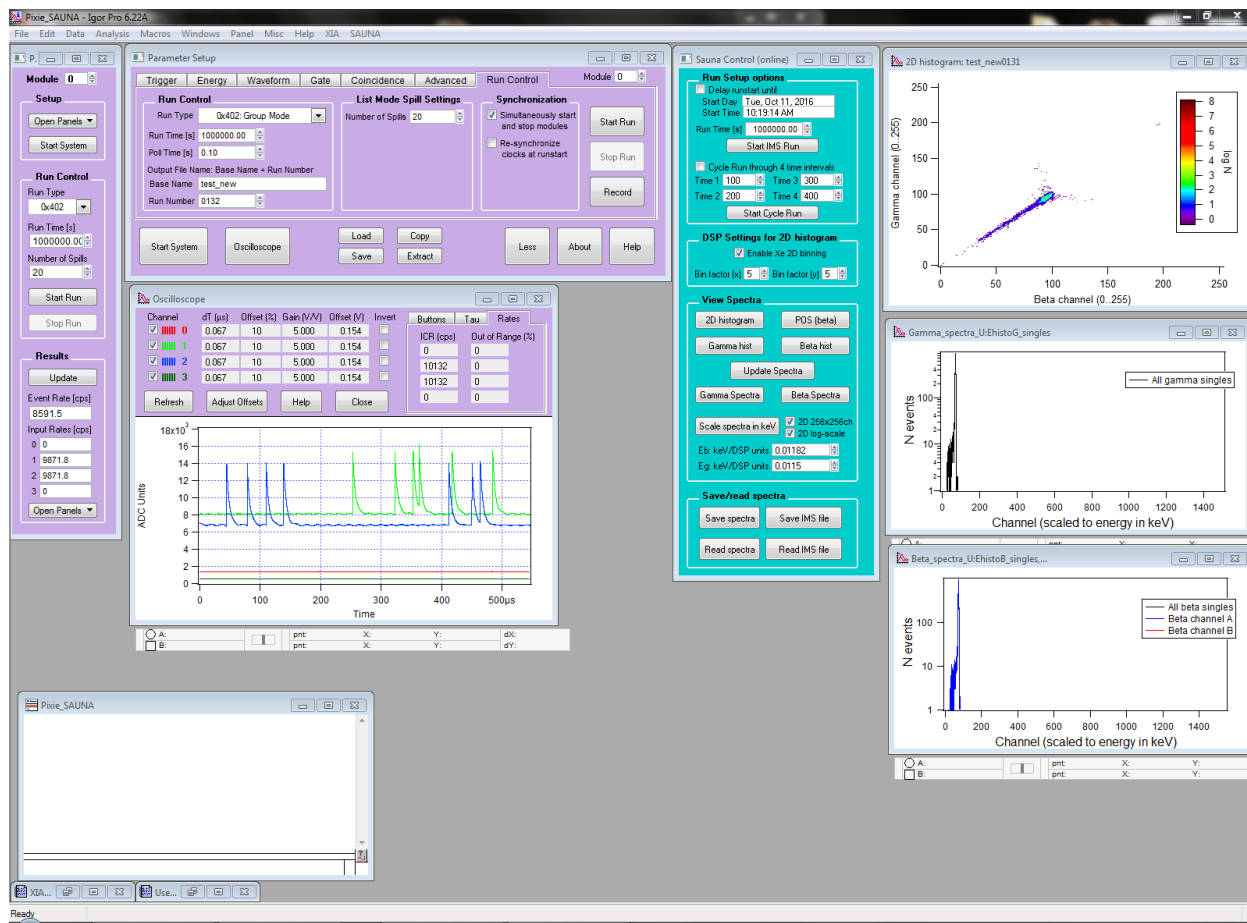 Pixie_SAUNA - Igor Pro 6.22A
File Edit Data Analysis Macros Windows Panel Misc Help XIA SAUNA
P.
Module 0
Setup
Open Panels
Start System
Run Control
Run Type
0x402
Run Time [s]
1000000.00
Number of Spills
20
Start Run
Stop Run
Results
Update
Event Rate [cps]
8591.5
Input Rates [cps]
0 0
1 9871.8
2 9871.8
3 0
Open Panels
Parameter Setup
Trigger Energy Waveform Gate Coincidence Advanced Run Control Module 0
Run Control
Run Type 0x402: Group Mode
Run Time [s] 1000000.00
Poll Time [s] 0.10
Output File Name: Base Name + Run Number
Base Name test_new
Run Number 0132
List Mode Spill Settings
Number of Spills 20
Synchronization
Simultaneously start
and stop modules
Re-synchronize
clocks at runstart
Start Run
Stop Run
Record
Start System Oscilloscope
Load Copy
Save Extract
Less About Help
Oscilloscope
Channel dT (µs) Offset (%) Gain (V/V) Offset (V) Invert
0 0.067 10 5.000 0.154
1 0.067 10 5.000 0.154
2 0.067 10 5.000 0.154
3 0.067 10 5.000 0.154
Refresh Adjust Offsets Help Close
Buttons Tau Rates
ICR (cps) Out of Range (%)
0 0
10132 0
10132 0
0 0
18x10³
16
14
12
10
8
6
4
2
0
ADC Units
0 100 200 300 400 500µs
Time
A: pnt: X: Y: dX:
B: pnt: X: Y: dY:
Sauna Control (online)
Run Setup options
Delay runstart until
Start Day Tue, Oct 11, 2016
Start Time 10:19:14 AM
Run Time [s] 1000000.00
Start IMS Run
Cycle Run through 4 time intervals
Time 1 100 Time 3 300
Time 2 200 Time 4 400
Start Cycle Run
DSP Settings for 2D histogram
Enable Xe 2D binning
Bin factor (x) 5 Bin factor (y) 5
View Spectra
2D histogram POS (beta)
Gamma hist Beta hist
Update Spectra
Gamma Spectra Beta Spectra
Scale spectra in keV
2D 256x256ch
2D log-scale
Eb: keV/DSP units 0.01182
Eg: keV/DSP units 0.0115
Save/read spectra
Save spectra Save IMS file
Read spectra Read IMS file
2D histogram: test_new0131
250
200
150
100
50
0
Gamma channel (0..255)
0 50 100 150 200 250
Beta channel (0..255)
8
7
6
5
4
3
2
1
0
log N
Gamma_spectra_U:EhistoG_singles
All gamma singles
N events
4
2
100
4
2
10
4
2
1
0 200 400 600 800 1000 1200 1400
Channel (scaled to energy in keV)
Beta_spectra_U:EhistoB_singles,...
All beta singles
Beta channel A
Beta channel B
N events
100
10
1
0 200 400 600 800 1000 1200 1400
Channel (scaled to energy in keV)
A: pnt: X: Y:
B: pnt: X: Y:
Pixie_SAUNA
XIA... Use...
Ready